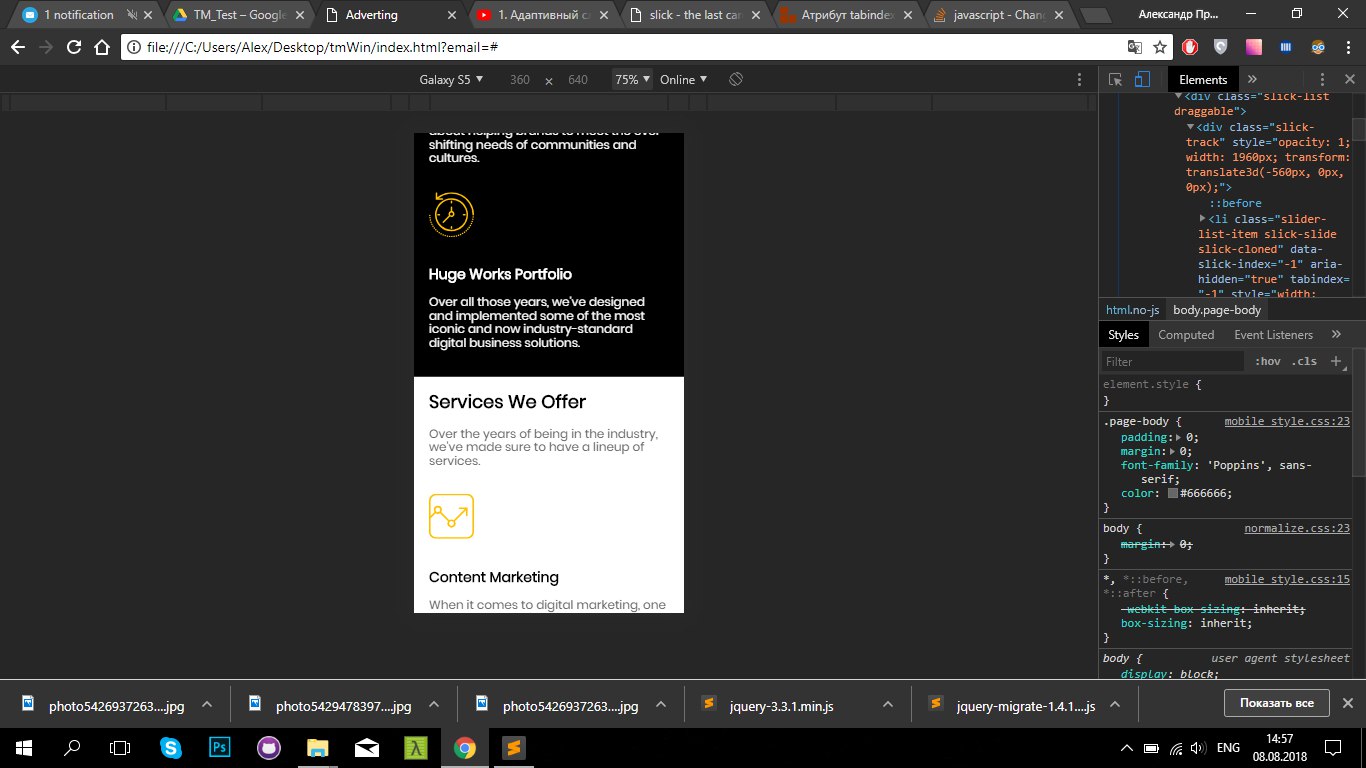 1 notification
TM_Test – Google
Adverting
1. Адаптивный сл
slick - the last car
Атрибут tabindex
javascript - Chan
Александр Пр...
file:///C:/Users/Alex/Desktop/tmWin/index.html?email=#
Galaxy S5 ▼ 360 × 640 75% ▼ Online ▼
Elements »
<div class="slick-list
draggable">
<div class="slick-
track" style="opacity: 1;
width: 1960px; transform:
translate3d(-560px, 0px,
0px);">
::before
<li class="slider-
list-item slick-slide
slick-cloned" data-
slick-index="-1" aria-
hidden="true" tabindex=
"-1" style="width:
html.no-js body.page-body
Styles Computed Event Listeners »
Filter :hov .cls +
element.style {
}
.page-body { mobile style.css:23
padding: 0;
margin: 0;
font-family: 'Poppins', sans-
serif;
color: #666666;
}
body { normalize.css:23
margin: 0;
}
*, *::before, mobile style.css:15
*::after {
-webkit-box-sizing: inherit;
box-sizing: inherit;
}
body { user agent stylesheet
display: block;
about helping brands to meet the ever-
shifting needs of communities and
cultures.
Huge Works Portfolio
Over all those years, we've designed
and implemented some of the most
iconic and now industry-standard
digital business solutions.
Services We Offer
Over the years of being in the industry,
we've made sure to have a lineup of
services.
Content Marketing
When it comes to digital marketing, one
photo5426937263....jpg
photo5429478397....jpg
photo5426937263....jpg
jquery-3.3.1.min.js
jquery-migrate-1.4.1....js
Показать все
Ps
ENG
14:57
08.08.2018